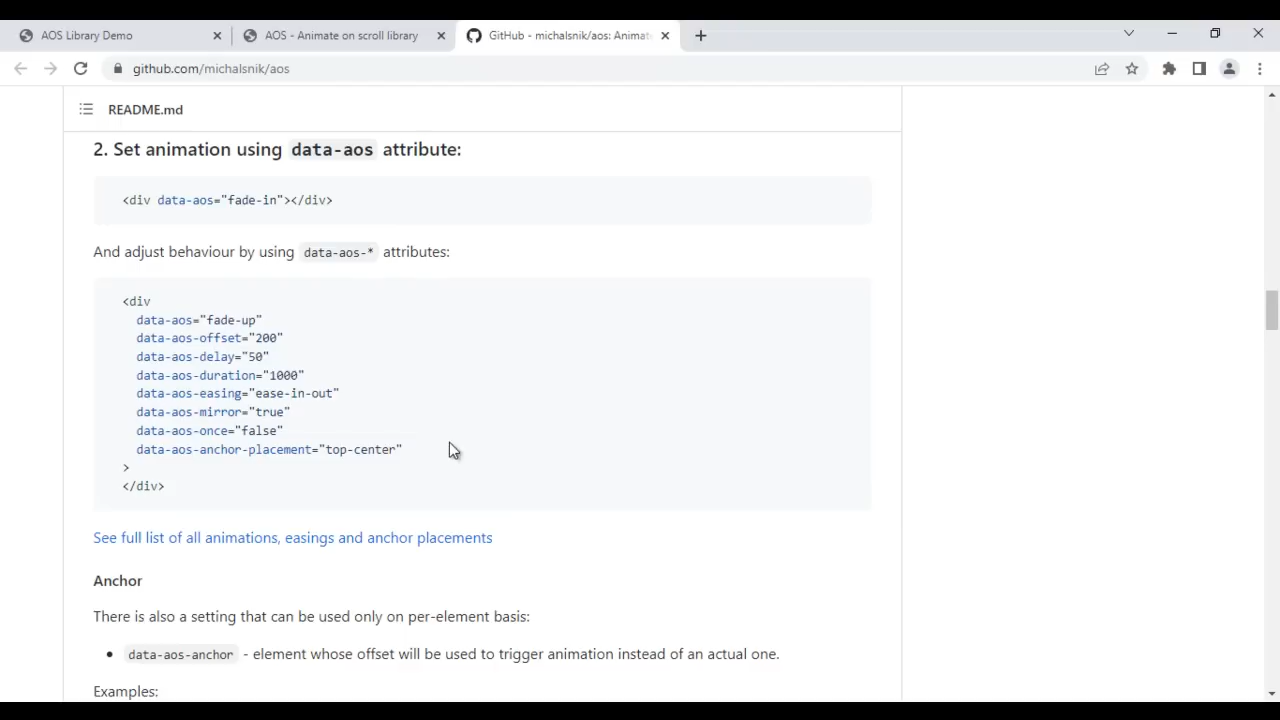 AOS Library Demo
AOS - Animate on scroll library
GitHub - michalsnik/aos: Animate
github.com/michalsnik/aos
README.md
2. Set animation using data-aos attribute:
<div data-aos="fade-in"></div>
And adjust behaviour by using data-aos-* attributes:
<div
data-aos="fade-up"
data-aos-offset="200"
data-aos-delay="50"
data-aos-duration="1000"
data-aos-easing="ease-in-out"
data-aos-mirror="true"
data-aos-once="false"
data-aos-anchor-placement="top-center"
>
</div>
See full list of all animations, easings and anchor placements
Anchor
There is also a setting that can be used only on per-element basis:
• data-aos-anchor - element whose offset will be used to trigger animation instead of an actual one.
Examples: